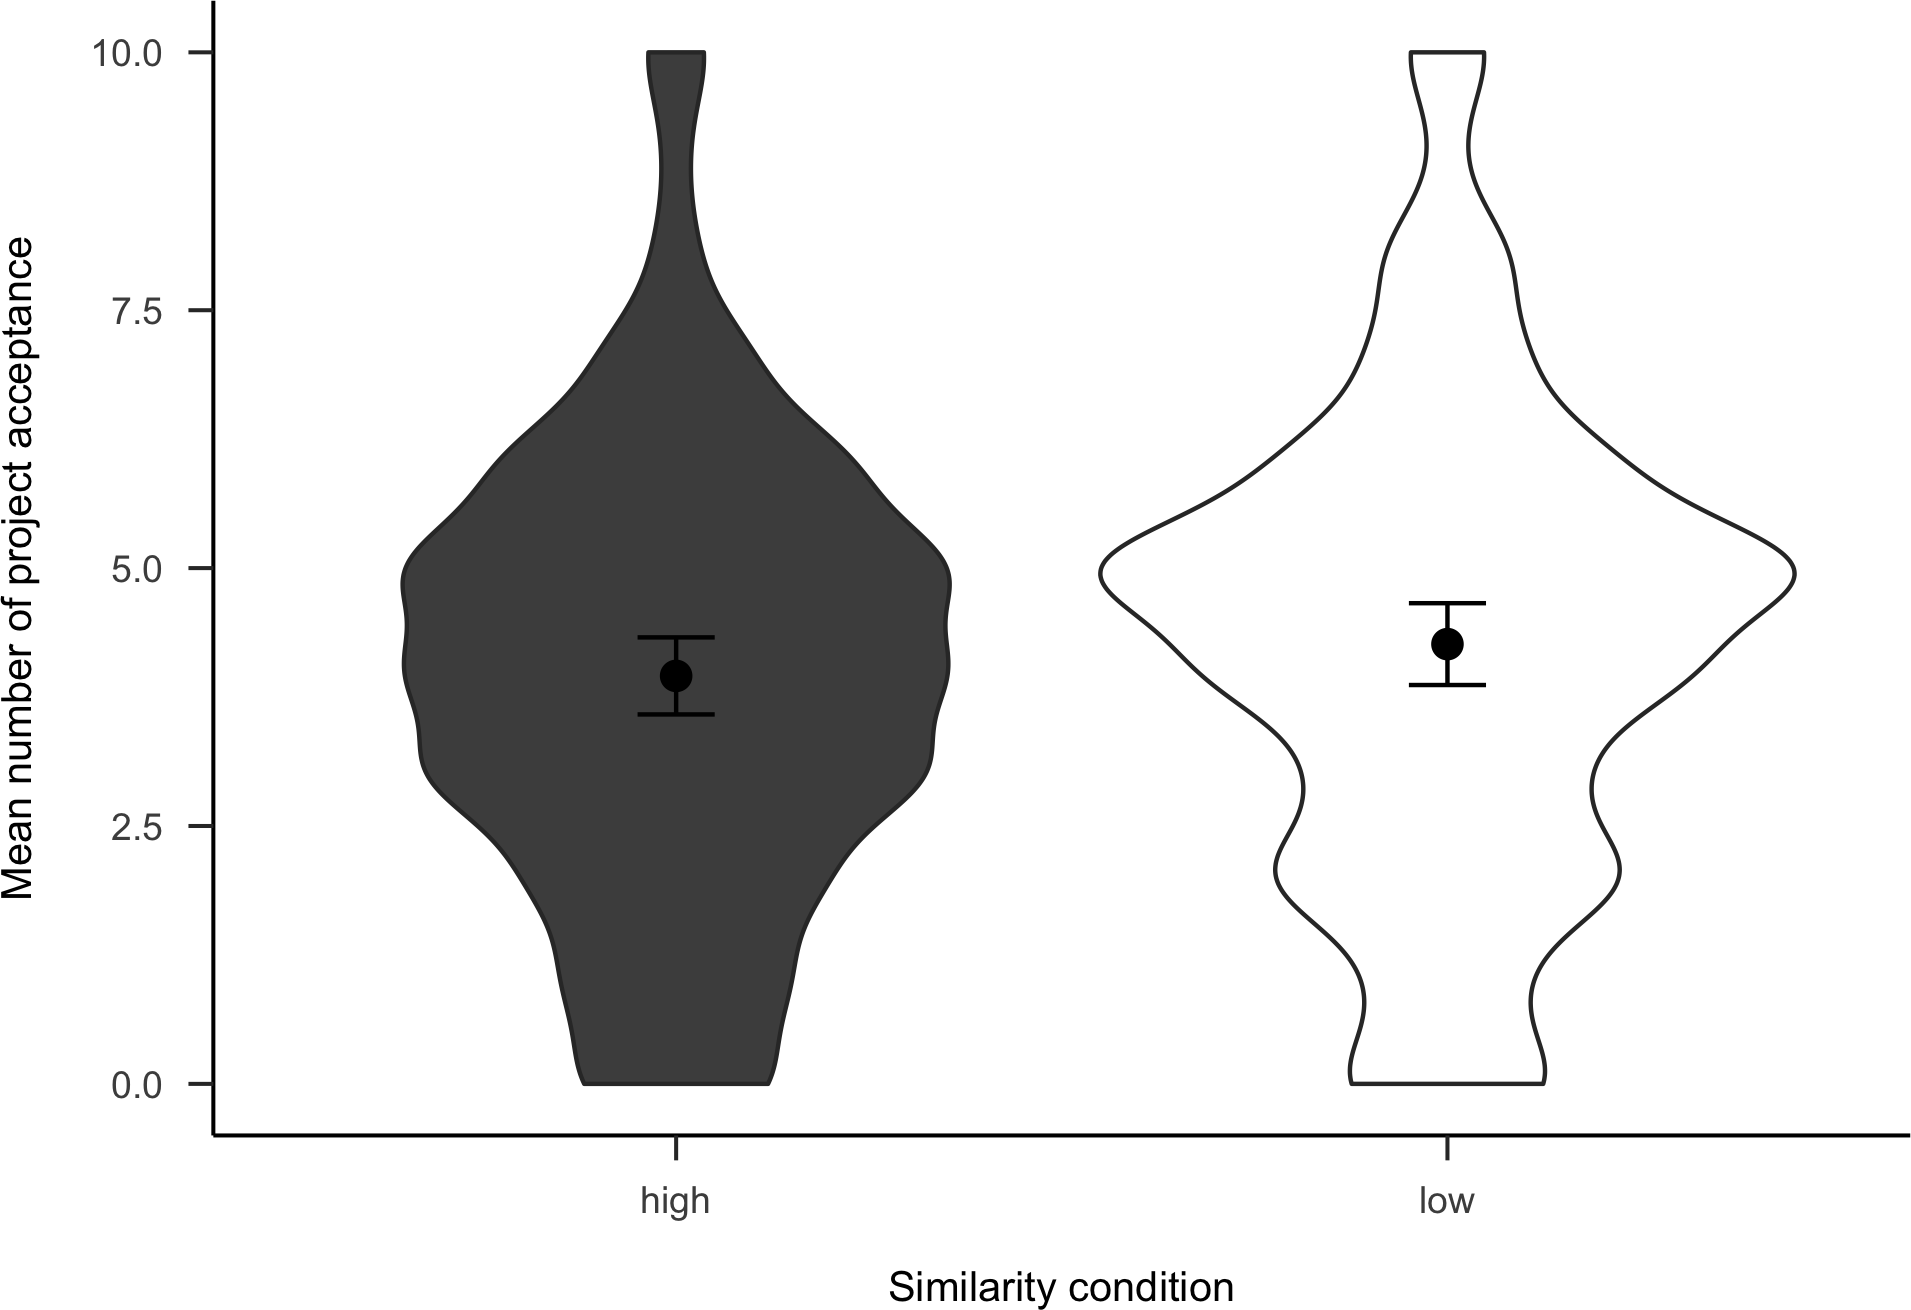 Mean number of project acceptance
10.0
7.5
5.0
2.5
0.0
high low
Similarity condition